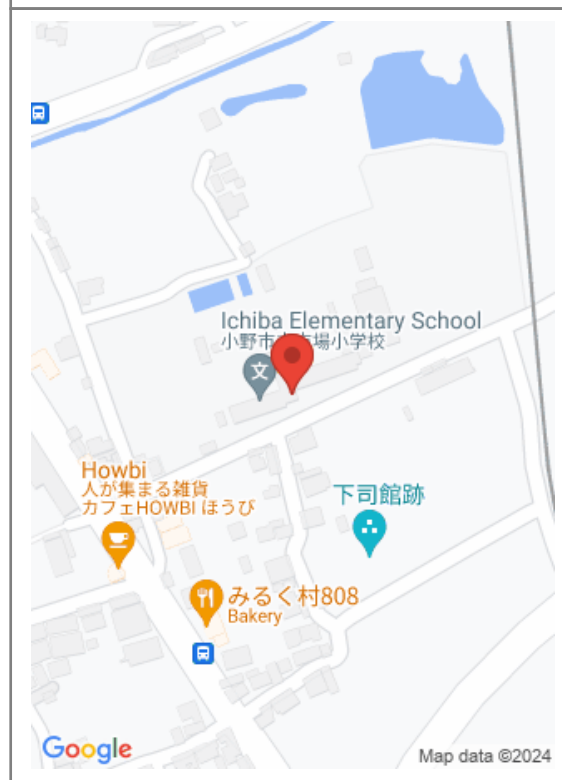 Ichiba Elementary School
小野市 場小学校
文
Howbi
人が集まる雑貨
カフェHOWBI ほうび
下司館跡
みるく村808
Bakery
Google
Map data ©2024